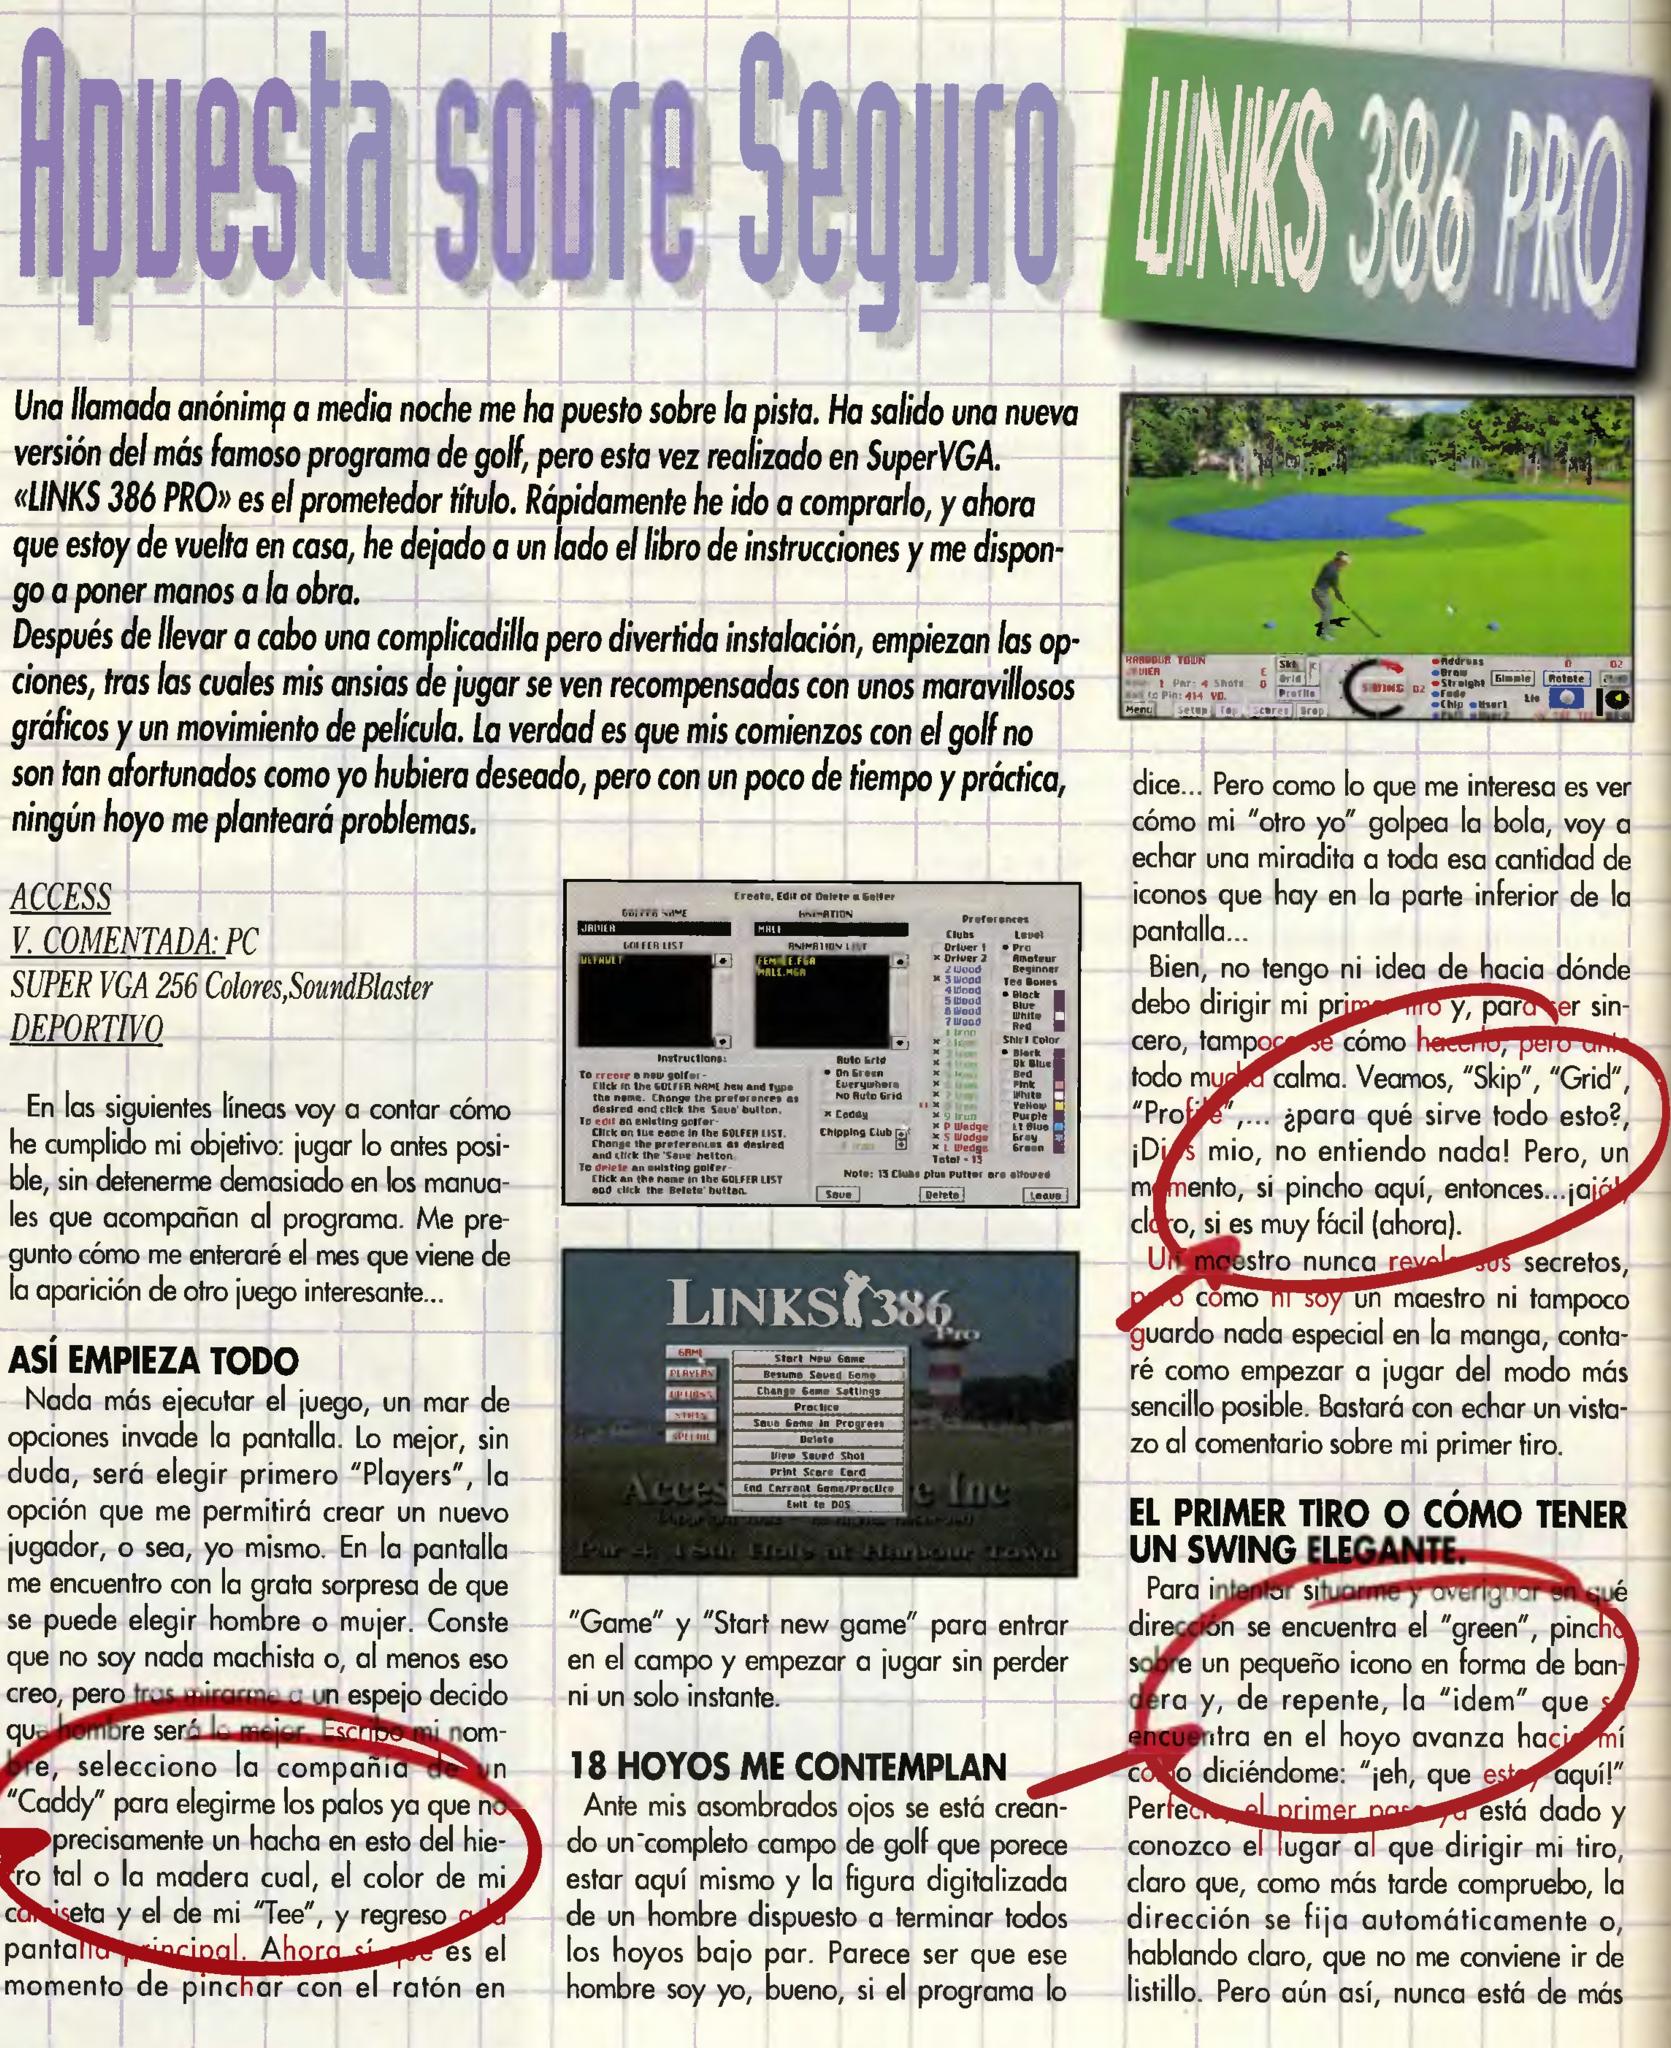 Apuesta sobre Seguro
LINKS 386 PRO
Una llamada anónima a media noche me ha puesto sobre la pista. Ha salido una nueva
versión del más famoso programa de golf, pero esta vez realizado en SuperVGA.
«LINKS 386 PRO» es el prometedor título. Rápidamente he ido a comprarlo, y ahora
que estoy de vuelta en casa, he dejado a un lado el libro de instrucciones y me dispon-
go a poner manos a la obra.
Después de llevar a cabo una complicadilla pero divertida instalación, empiezan las op-
ciones, tras las cuales mis ansias de jugar se ven recompensadas con unos maravillosos
gráficos y un movimiento de película. La verdad es que mis comienzos con el golf no
son tan afortunados como yo hubiera deseado, pero con un poco de tiempo y práctica,
ningún hoyo me planteará problemas.
ACCESS
V. COMENTADA: PC
SUPER VGA 256 Colores,SoundBlaster
DEPORTIVO
En las siguientes líneas voy a contar cómo
he cumplido mi objetivo: jugar lo antes posi-
ble, sin detenerme demasiado en los manua-
les que acompañan al programa. Me pre-
gunto cómo me enteraré el mes que viene de
la aparición de otro juego interesante...
ASÍ EMPIEZA TODO
Nada más ejecutar el juego, un mar de
opciones invade la pantalla. Lo mejor, sin
duda, será elegir primero "Players", la
opción que me permitirá crear un nuevo
jugador, o sea, yo mismo. En la pantalla
me encuentro con la grata sorpresa de que
se puede elegir hombre o mujer. Conste
que no soy nada machista o, al menos eso
creo, pero tras mirarme a un espejo decido
que hombre será lo mejor. Escribo mi nom-
bre, selecciono la compañía de un
"Caddy" para elegirme los palos ya que no
precisamente un hacha en esto del hie-
rro tal o la madera cual, el color de mi
camiseta y el de mi "Tee", y regreso a la
pantalla principal. Ahora sí que es el
momento de pinchar con el ratón en
Create, Edit or Delete a Golfer
GOLFER NAME
ANIMATION
Preferences
JAVIER
MALE
Clubs
Level
GOLFER LIST
ANIMATION LIST
DEFAULT
FEMALE.FGA
MALE.MGA
Driver 1
Driver 2
2 Wood
3 Wood
4 Wood
5 Wood
6 Wood
7 Wood
1 Iron
9 Iron
P Wedge
S Wedge
L Wedge
Total - 13
Pro
Amateur
Beginner
Tee Boxes
Black
Blue
White
Red
Shirt Color
Black
Dk Blue
Red
Pink
White
Yellow
Purple
Lt Blue
Gray
Green
Instructions:
To create a new golfer-
Click in the GOLFER NAME box and type
the name. Change the preferences as
desired and click the 'Save' button.
To edit an existing golfer-
Click on the name in the GOLFER LIST.
Change the preferences as desired
and click the 'Save' button.
To delete an existing golfer-
Click on the name in the GOLFER LIST
and click the 'Delete' button.
Auto Grid
On Green
Everywhere
No Auto Grid
Caddy
Chipping Club
Note: 13 Clubs plus Putter are allowed
Save Delete Leave
LINKS 386
Pro
GAME
PLAYERS
OPTIONS
STATS
SPECIAL
Start New Game
Resume Saved Game
Change Game Settings
Practice
Save Game in Progress
Delete
View Saved Shot
Print Score Card
End Current Game/Practice
Exit to DOS
Par 4, 18th Hole at Harbour Town
"Game" y "Start new game" para entrar
en el campo y empezar a jugar sin perder
ni un solo instante.
18 HOYOS ME CONTEMPLAN
Ante mis asombrados ojos se está crean-
do un completo campo de golf que parece
estar aquí mismo y la figura digitalizada
de un hombre dispuesto a terminar todos
los hoyos bajo par. Parece ser que ese
hombre soy yo, bueno, si el programa lo
HARBOUR TOWN
JAVIER E
1 Par: 4 Shots 0
to Pin: 414 YD.
Menu Setup Top Scores Drop
Grid
Profile
SWING D2
Address
Draw
Straight
Fade
Chip User1
Gimmie Rotate
Lie
dice... Pero como lo que me interesa es ver
cómo mi "otro yo" golpea la bola, voy a
echar una miradita a toda esa cantidad de
iconos que hay en la parte inferior de la
pantalla...
Bien, no tengo ni idea de hacia dónde
debo dirigir mi primer tiro y, para ser sin-
cero, tampoco se cómo hacerlo, pero ante
todo mucha calma. Veamos, "Skip", "Grid",
"Profile",... ¿para qué sirve todo esto?,
¡Dios mio, no entiendo nada! Pero, un
momento, si pincho aquí, entonces...¡ajá!,
claro, si es muy fácil (ahora).
Un maestro nunca revela sus secretos,
pero como ni soy un maestro ni tampoco
guardo nada especial en la manga, conta-
ré como empezar a jugar del modo más
sencillo posible. Bastará con echar un vista-
zo al comentario sobre mi primer tiro.
EL PRIMER TIRO O CÓMO TENER
UN SWING ELEGANTE.
Para intentar situarme y averiguar en qué
dirección se encuentra el "green", pincho
sobre un pequeño icono en forma de ban-
dera y, de repente, la "idem" que se
encuentra en el hoyo avanza hacia mí
como diciéndome: "¡eh, que estoy aquí!"
Perfecto, el primer paso ya está dado y
conozco el lugar al que dirigir mi tiro,
claro que, como más tarde compruebo, la
dirección se fija automáticamente o,
hablando claro, que no me conviene ir de
listillo. Pero aún así, nunca está de más